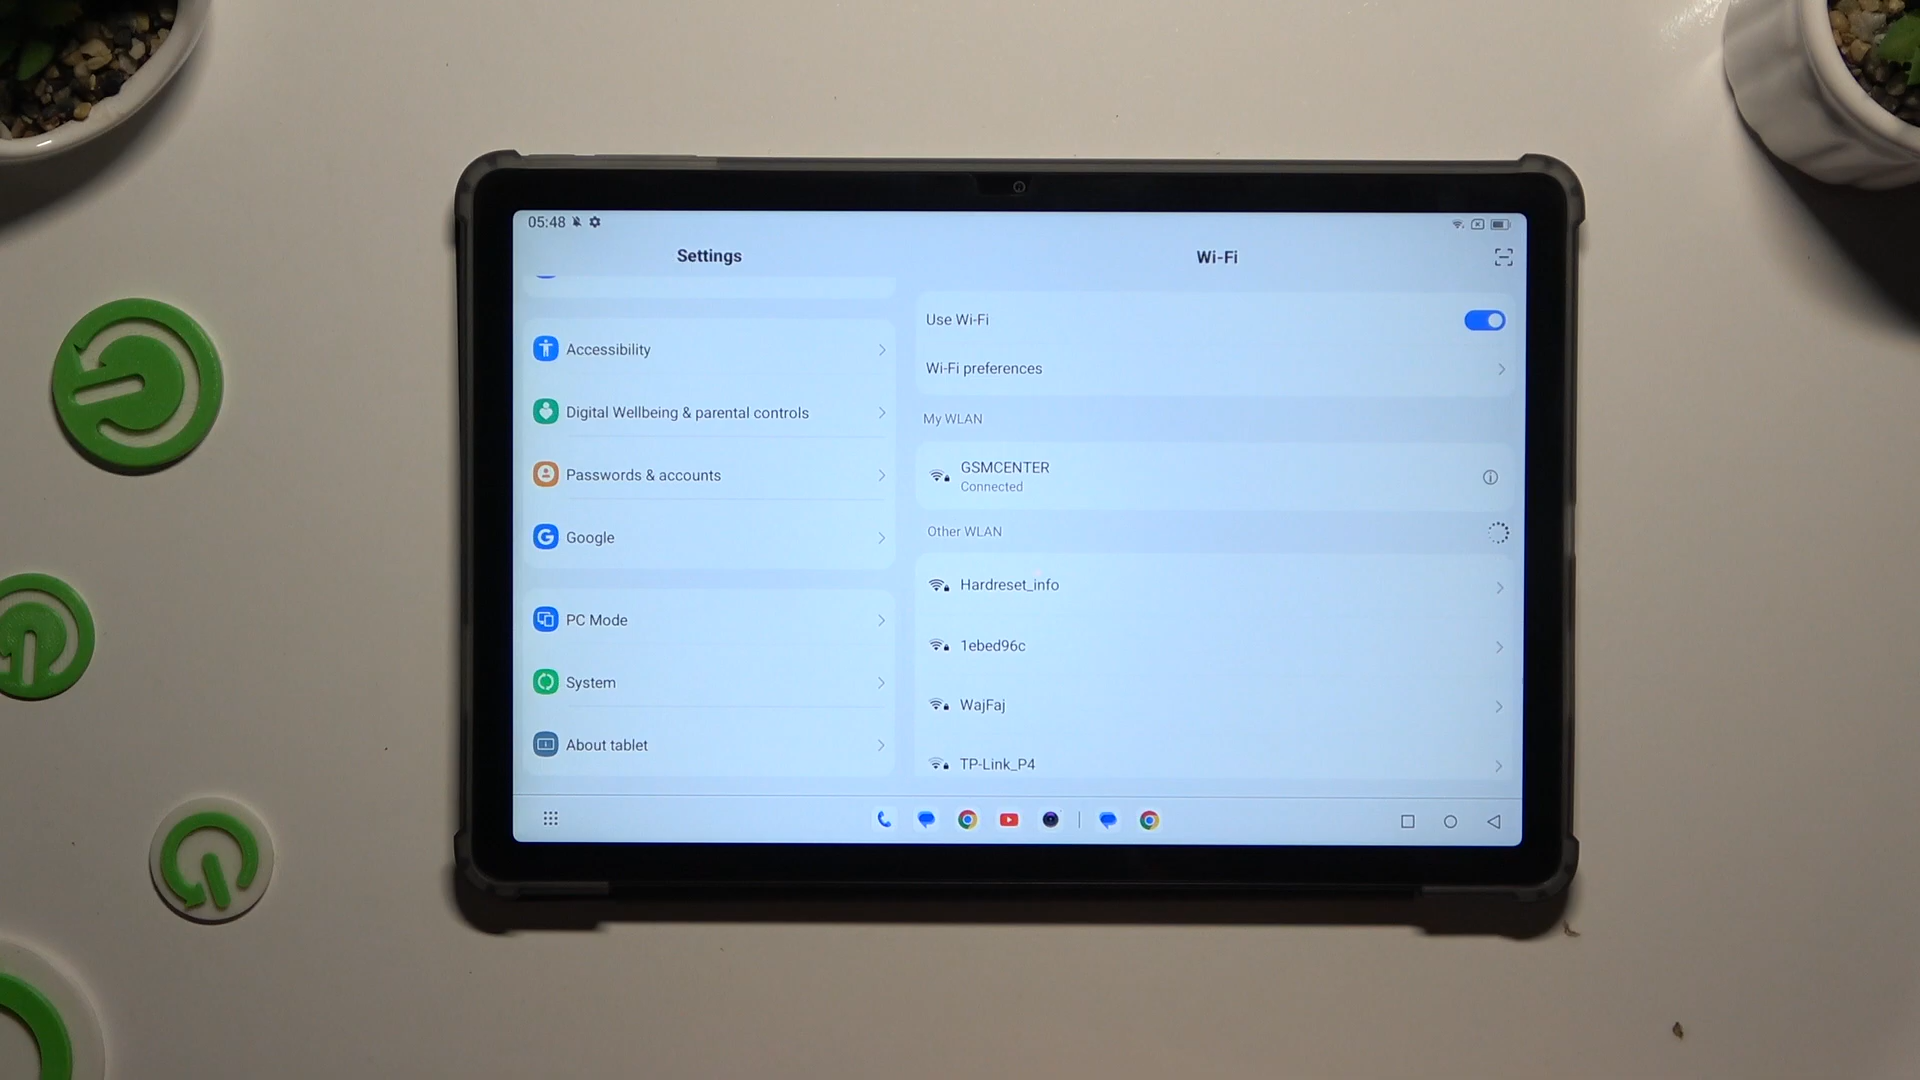 05:48
Settings
Wi-Fi
Accessibility
Digital Wellbeing & parental controls
Passwords & accounts
Google
PC Mode
System
About tablet
Use Wi-Fi
Wi-Fi preferences
My WLAN
GSMCENTER
Connected
Other WLAN
Hardreset_info
1ebed96c
WajFaj
TP-Link_P4